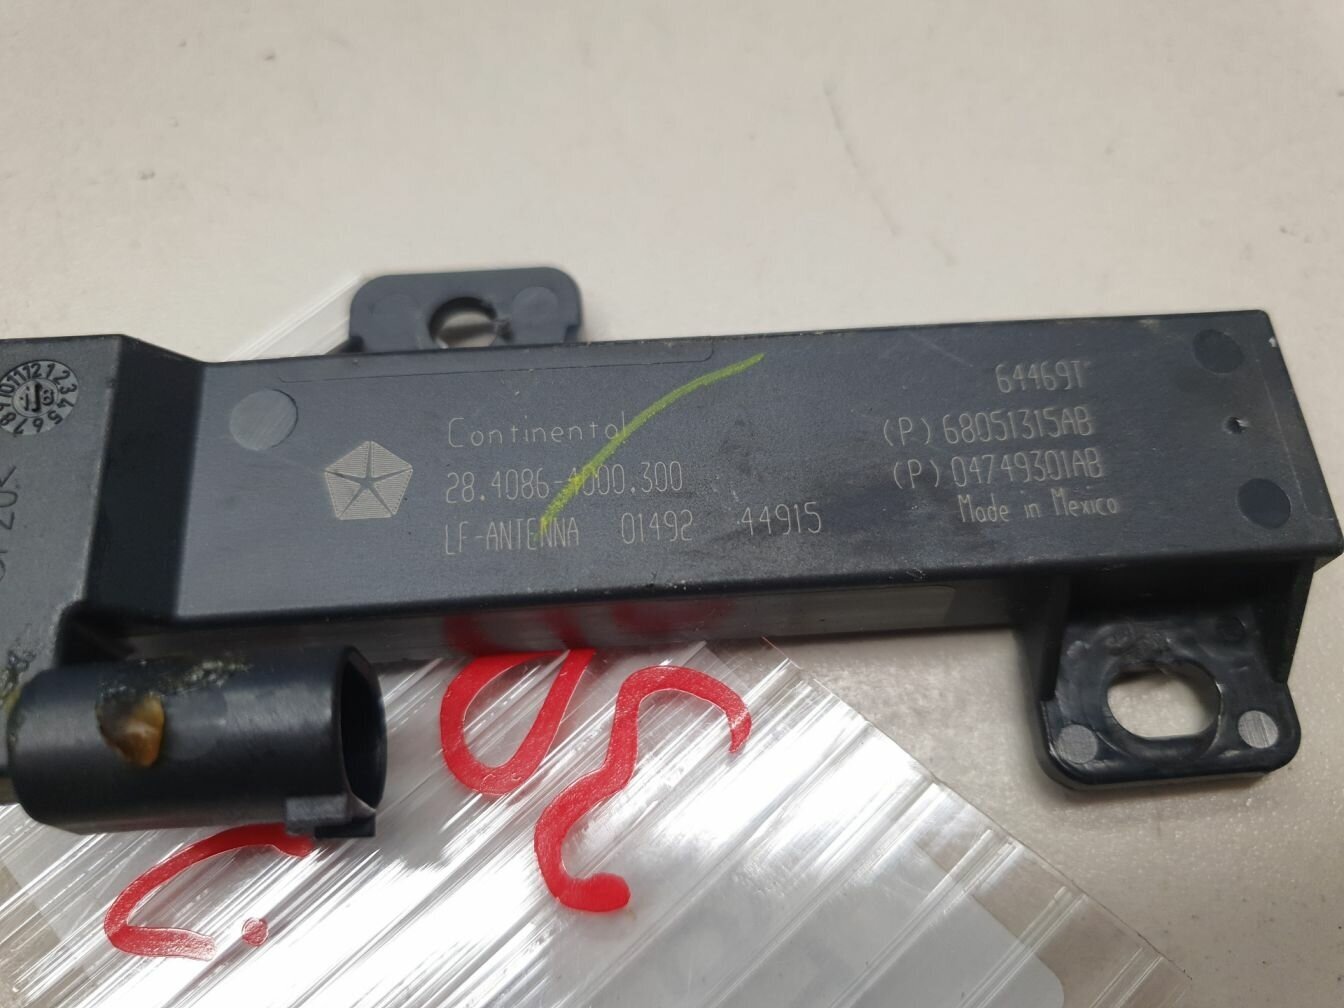 Continental
28.4086-4000.300
LF-ANTENNA 01492 44915
64469T
(P) 68051315AB
(P) 04749301AB
Made in Mexico